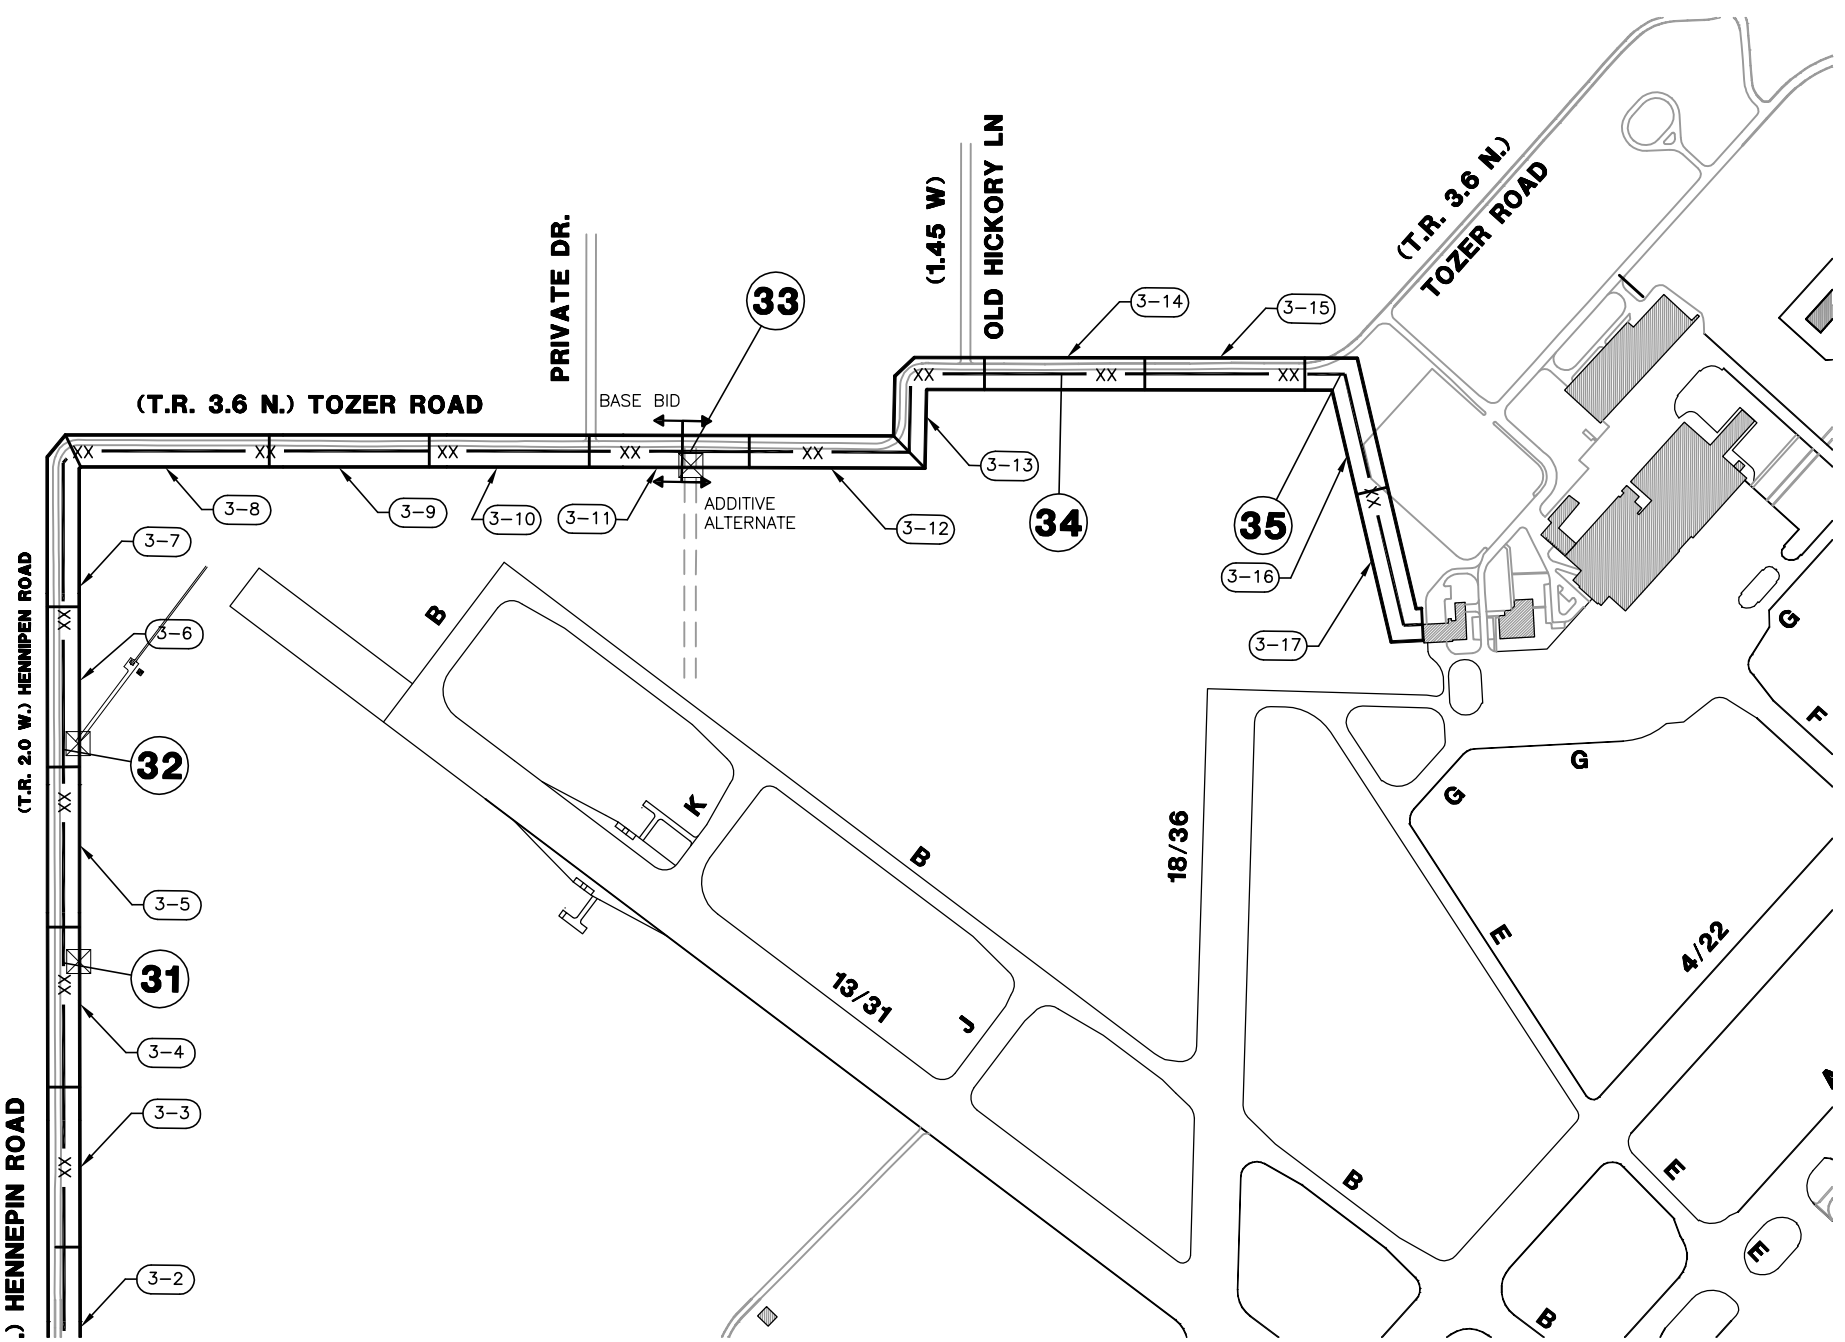 (T.R. 3.6 N.)
TOZER ROAD
(1.45 W)
OLD HICKORY LN
PRIVATE DR.
33
3-14
3-15
(T.R. 3.6 N.) TOZER ROAD
BASE BID
XX
XX
XX
XX
XX
XX
XX
XX
XX
ADDITIVE
ALTERNATE
3-8
3-9
3-10
3-11
3-12
3-13
34
35
3-16
3-17
3-7
3-6
(T.R. 2.0 W.) HENNIPEN ROAD
XX
32
XX
3-5
31
XX
3-4
3-3
XX
3-2
.) HENNEPIN ROAD
B
K
B
13/31
J
18/36
G
F
G
G
E
4/22
B
E
E
B